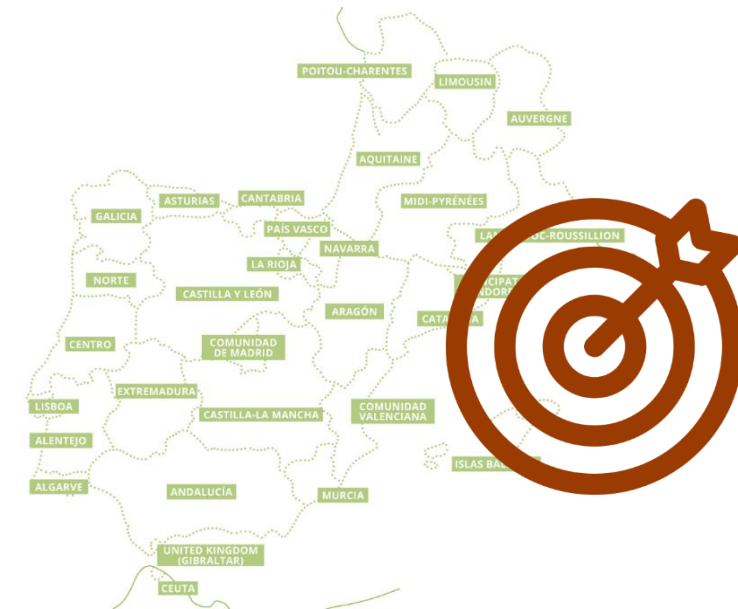 POITOU-CHARENTES
LIMOUSIN
AUVERGNE
AQUITAINE
MIDI-PYRÉNÉES
ASTURIAS
CANTABRIA
GALICIA
PAÍS VASCO
NAVARRA
LA RIOJA
NORTE
CASTILLA Y LEÓN
ARAGÓN
CENTRO
COMUNIDAD
DE MADRID
EXTREMADURA
LISBOA
CASTILLA-LA MANCHA
COMUNIDAD
VALENCIANA
ALENTEJO
ISLAS
ALGARVE
ANDALUCÍA
MURCIA
UNITED KINGDOM
(GIBRALTAR)
CEUTA